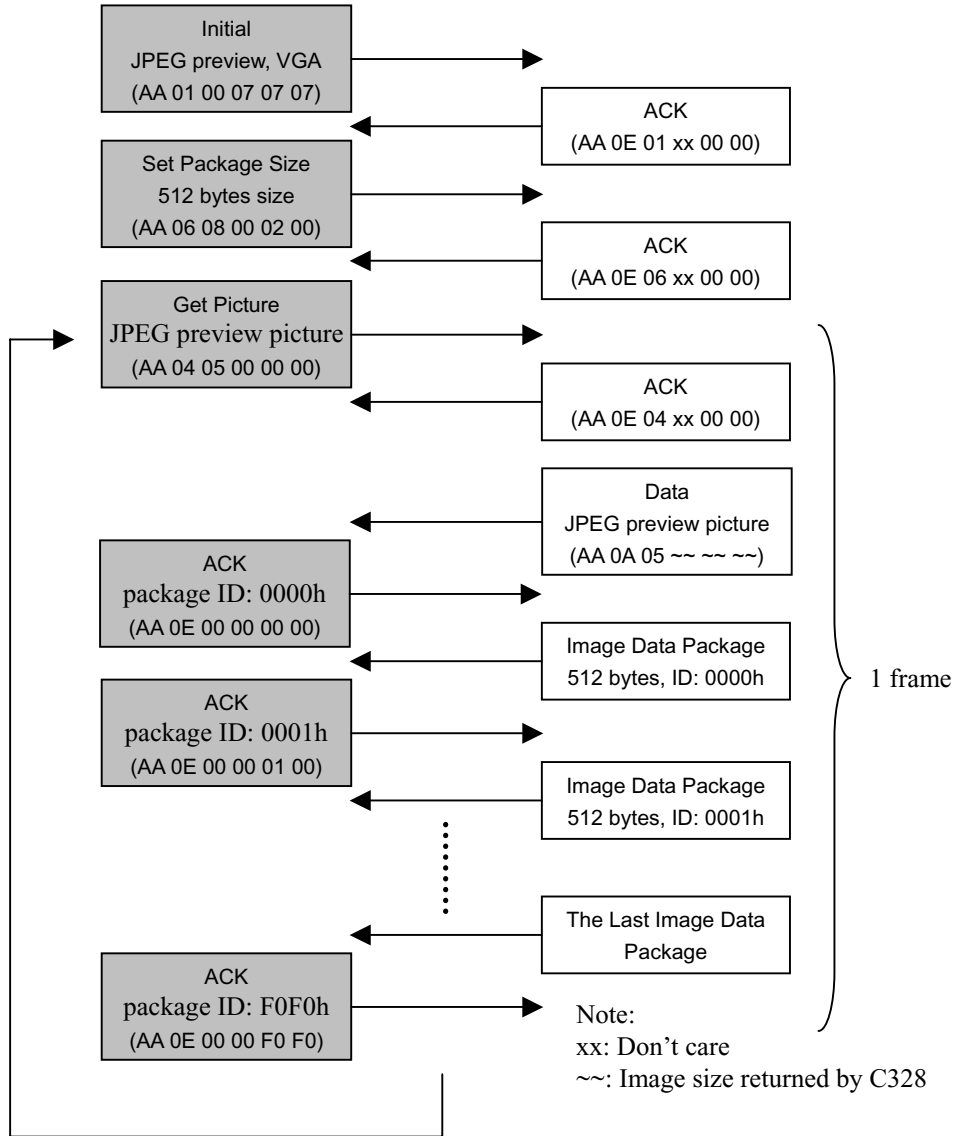 Initial
JPEG preview, VGA
(AA 01 00 07 07 07)
ACK
(AA 0E 01 xx 00 00)
Set Package Size
512 bytes size
(AA 06 08 00 02 00)
ACK
(AA 0E 06 xx 00 00)
Get Picture
JPEG preview picture
(AA 04 05 00 00 00)
ACK
(AA 0E 04 xx 00 00)
Data
JPEG preview picture
(AA 0A 05 ~~ ~~ ~~)
ACK
package ID: 0000h
(AA 0E 00 00 00 00)
Image Data Package
512 bytes, ID: 0000h
1 frame
ACK
package ID: 0001h
(AA 0E 00 00 01 00)
Image Data Package
512 bytes, ID: 0001h
The Last Image Data
Package
ACK
package ID: F0F0h
(AA 0E 00 00 F0 F0)
Note:
xx: Don’t care
~~: Image size returned by C328